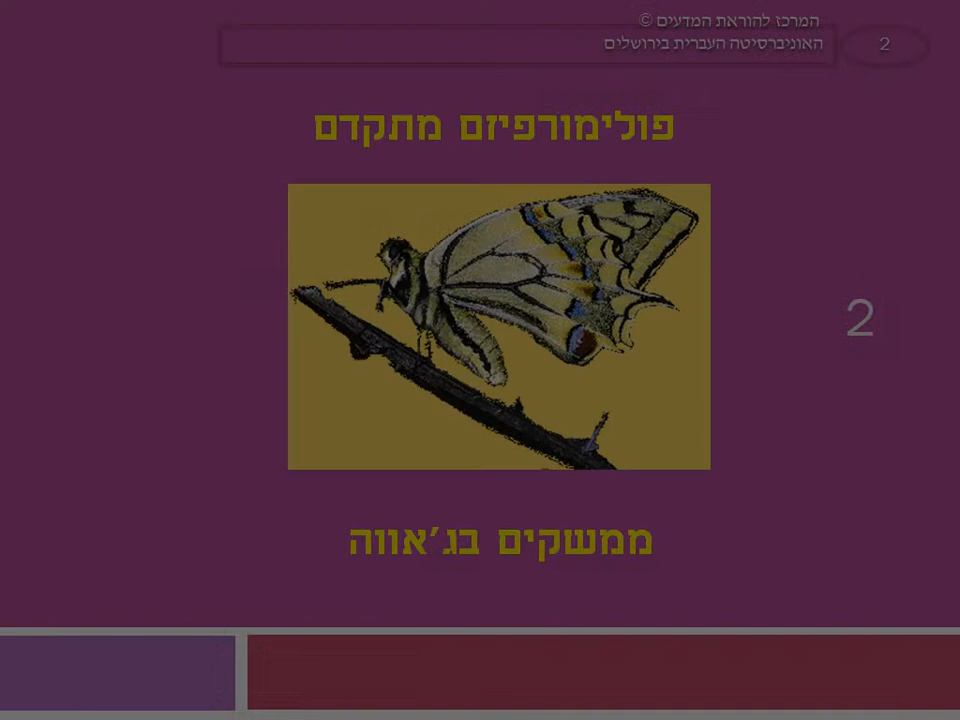 המרכז להוראת המדעים ©
האוניברסיטה העברית בירושלים
2
פולימורפיזם מתקדם
2
ממשקים בג'אווה